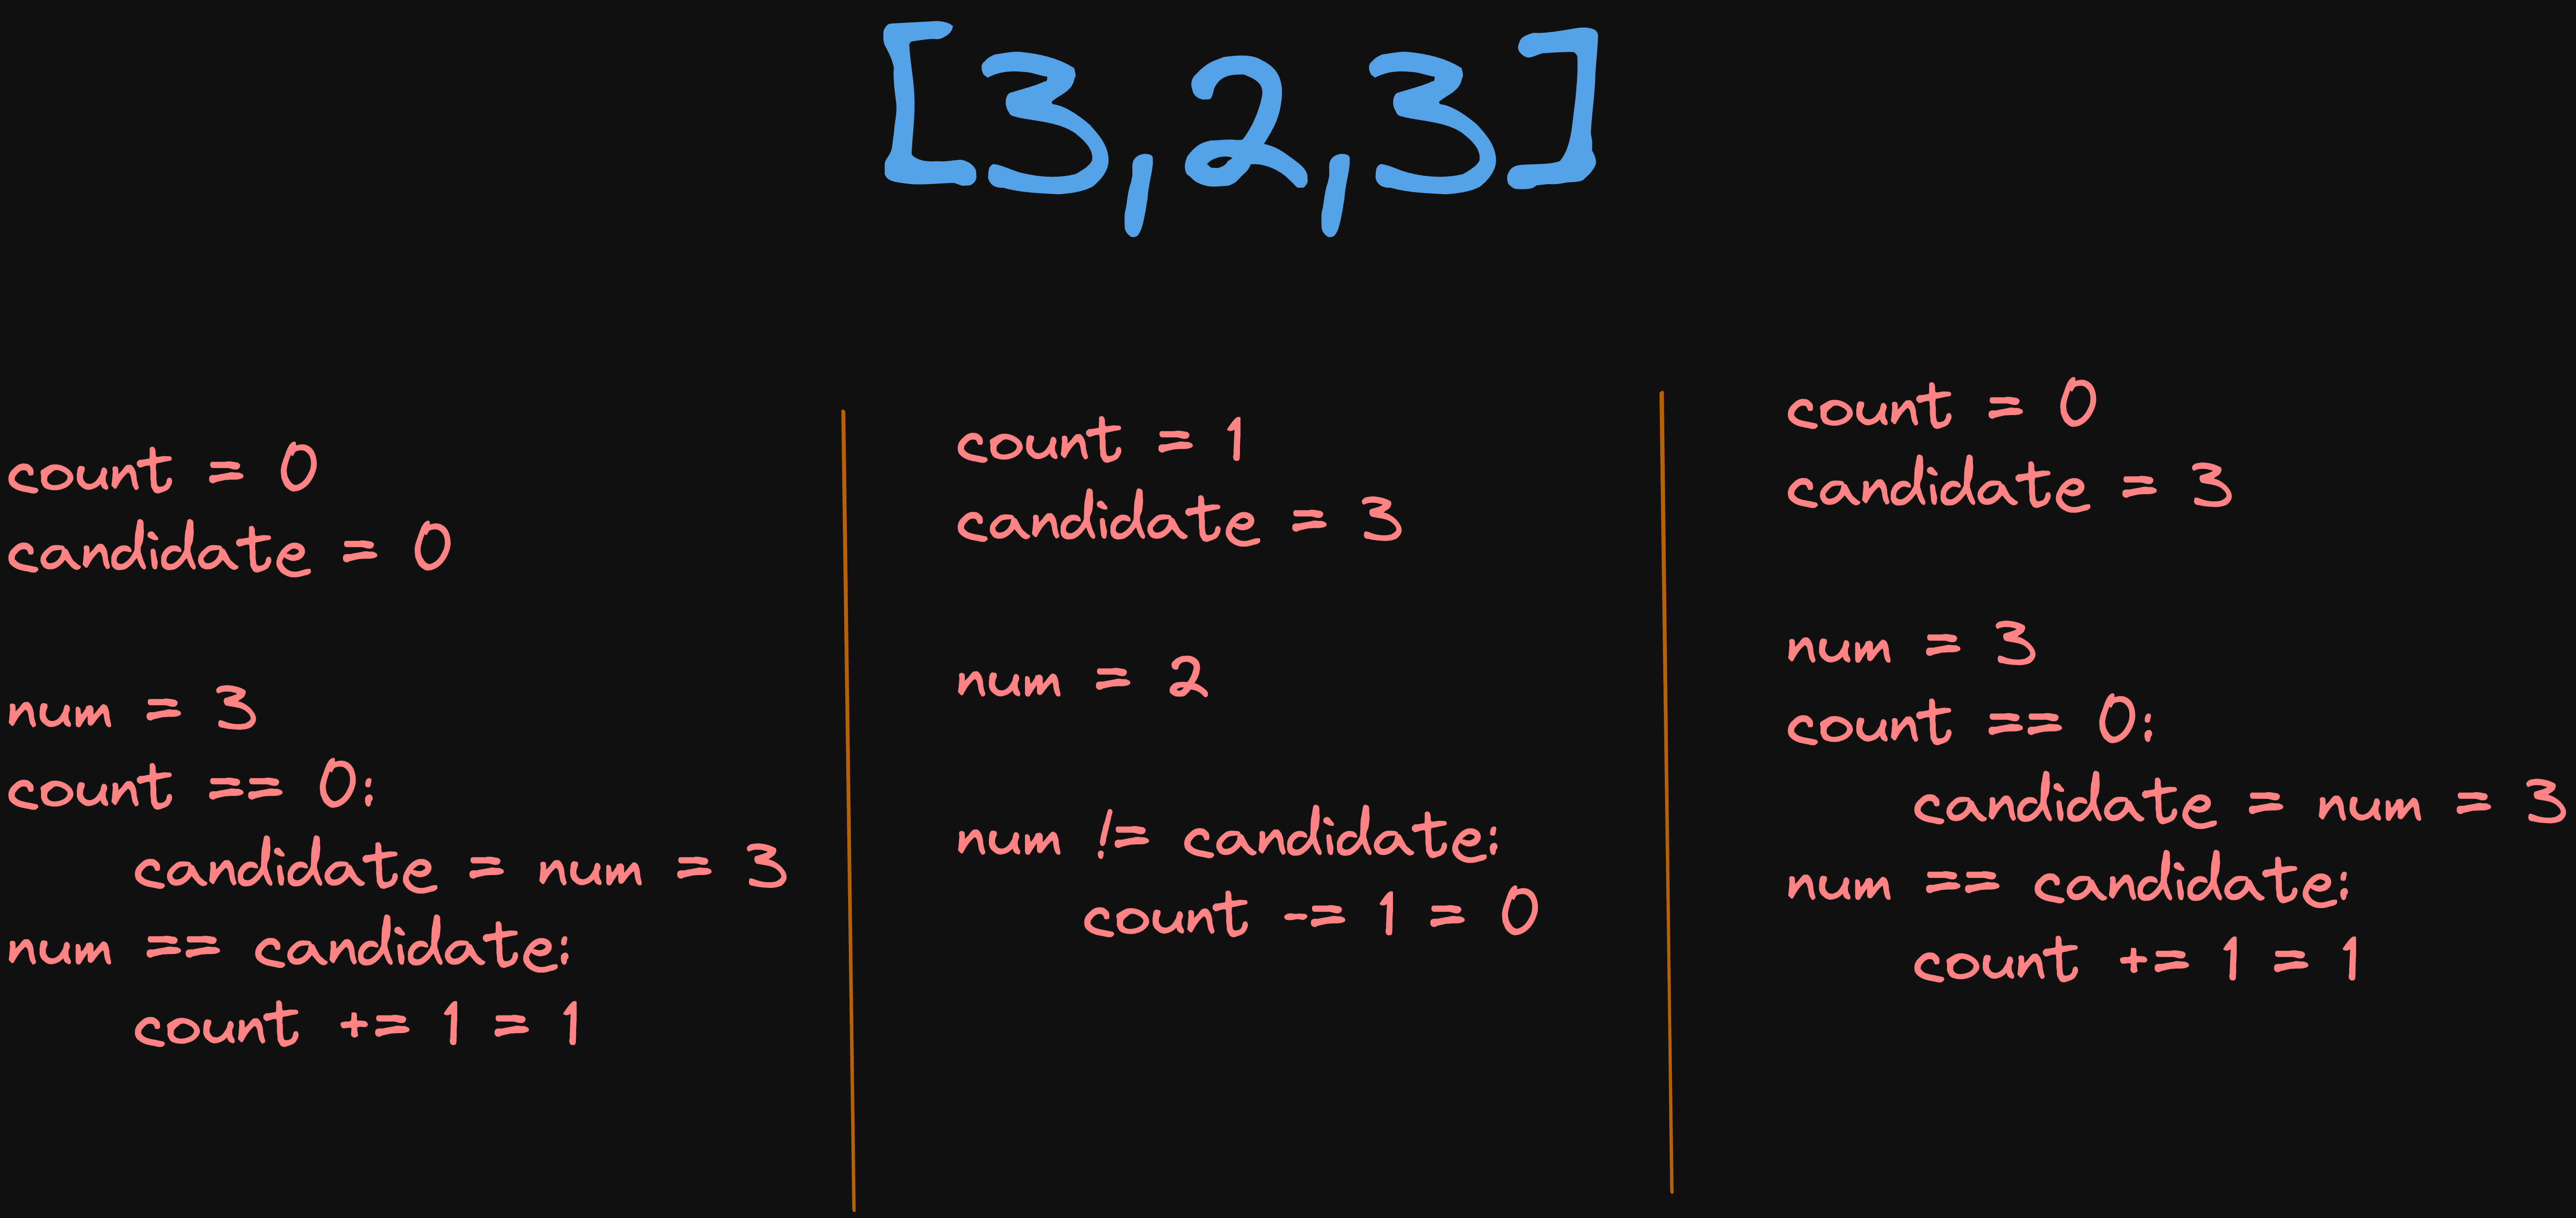 [3,2,3]
count = 0
candidate = 0
num = 3
count == 0:
candidate = num = 3
num == candidate:
count += 1 = 1
count = 1
candidate = 3
num = 2
num != candidate:
count -= 1 = 0
count = 0
candidate = 3
num = 3
count == 0:
candidate = num = 3
num == candidate:
count += 1 = 1